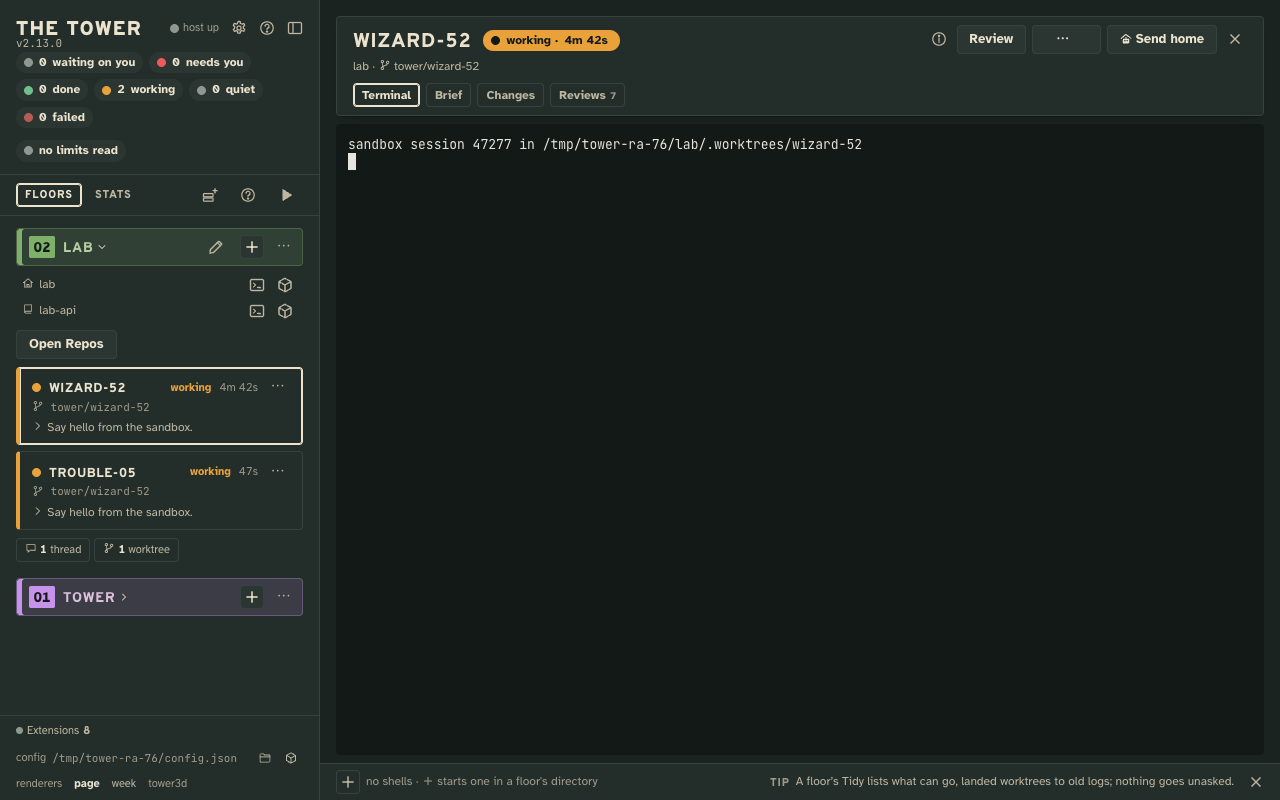 THE TOWER
host up
v2.13.0
0 waiting on you
0 needs you
0 done
2 working
0 quiet
0 failed
no limits read
FLOORS
STATS
02 LAB
lab
lab-api
Open Repos
WIZARD-52 working 4m 42s ...
tower/wizard-52
> Say hello from the sandbox.
TROUBLE-05 working 47s ...
tower/wizard-52
> Say hello from the sandbox.
1 thread
1 worktree
01 TOWER > + ...
Extensions 8
config /tmp/tower-ra-76/config.json
renderers page week tower3d
WIZARD-52 working · 4m 42s
Review
...
Send home
lab · tower/wizard-52
Terminal
Brief
Changes
Reviews 7
sandbox session 47277 in /tmp/tower-ra-76/lab/.worktrees/wizard-52
no shells · + starts one in a floor's directory
TIP A floor's Tidy lists what can go, landed worktrees to old logs; nothing goes unasked.